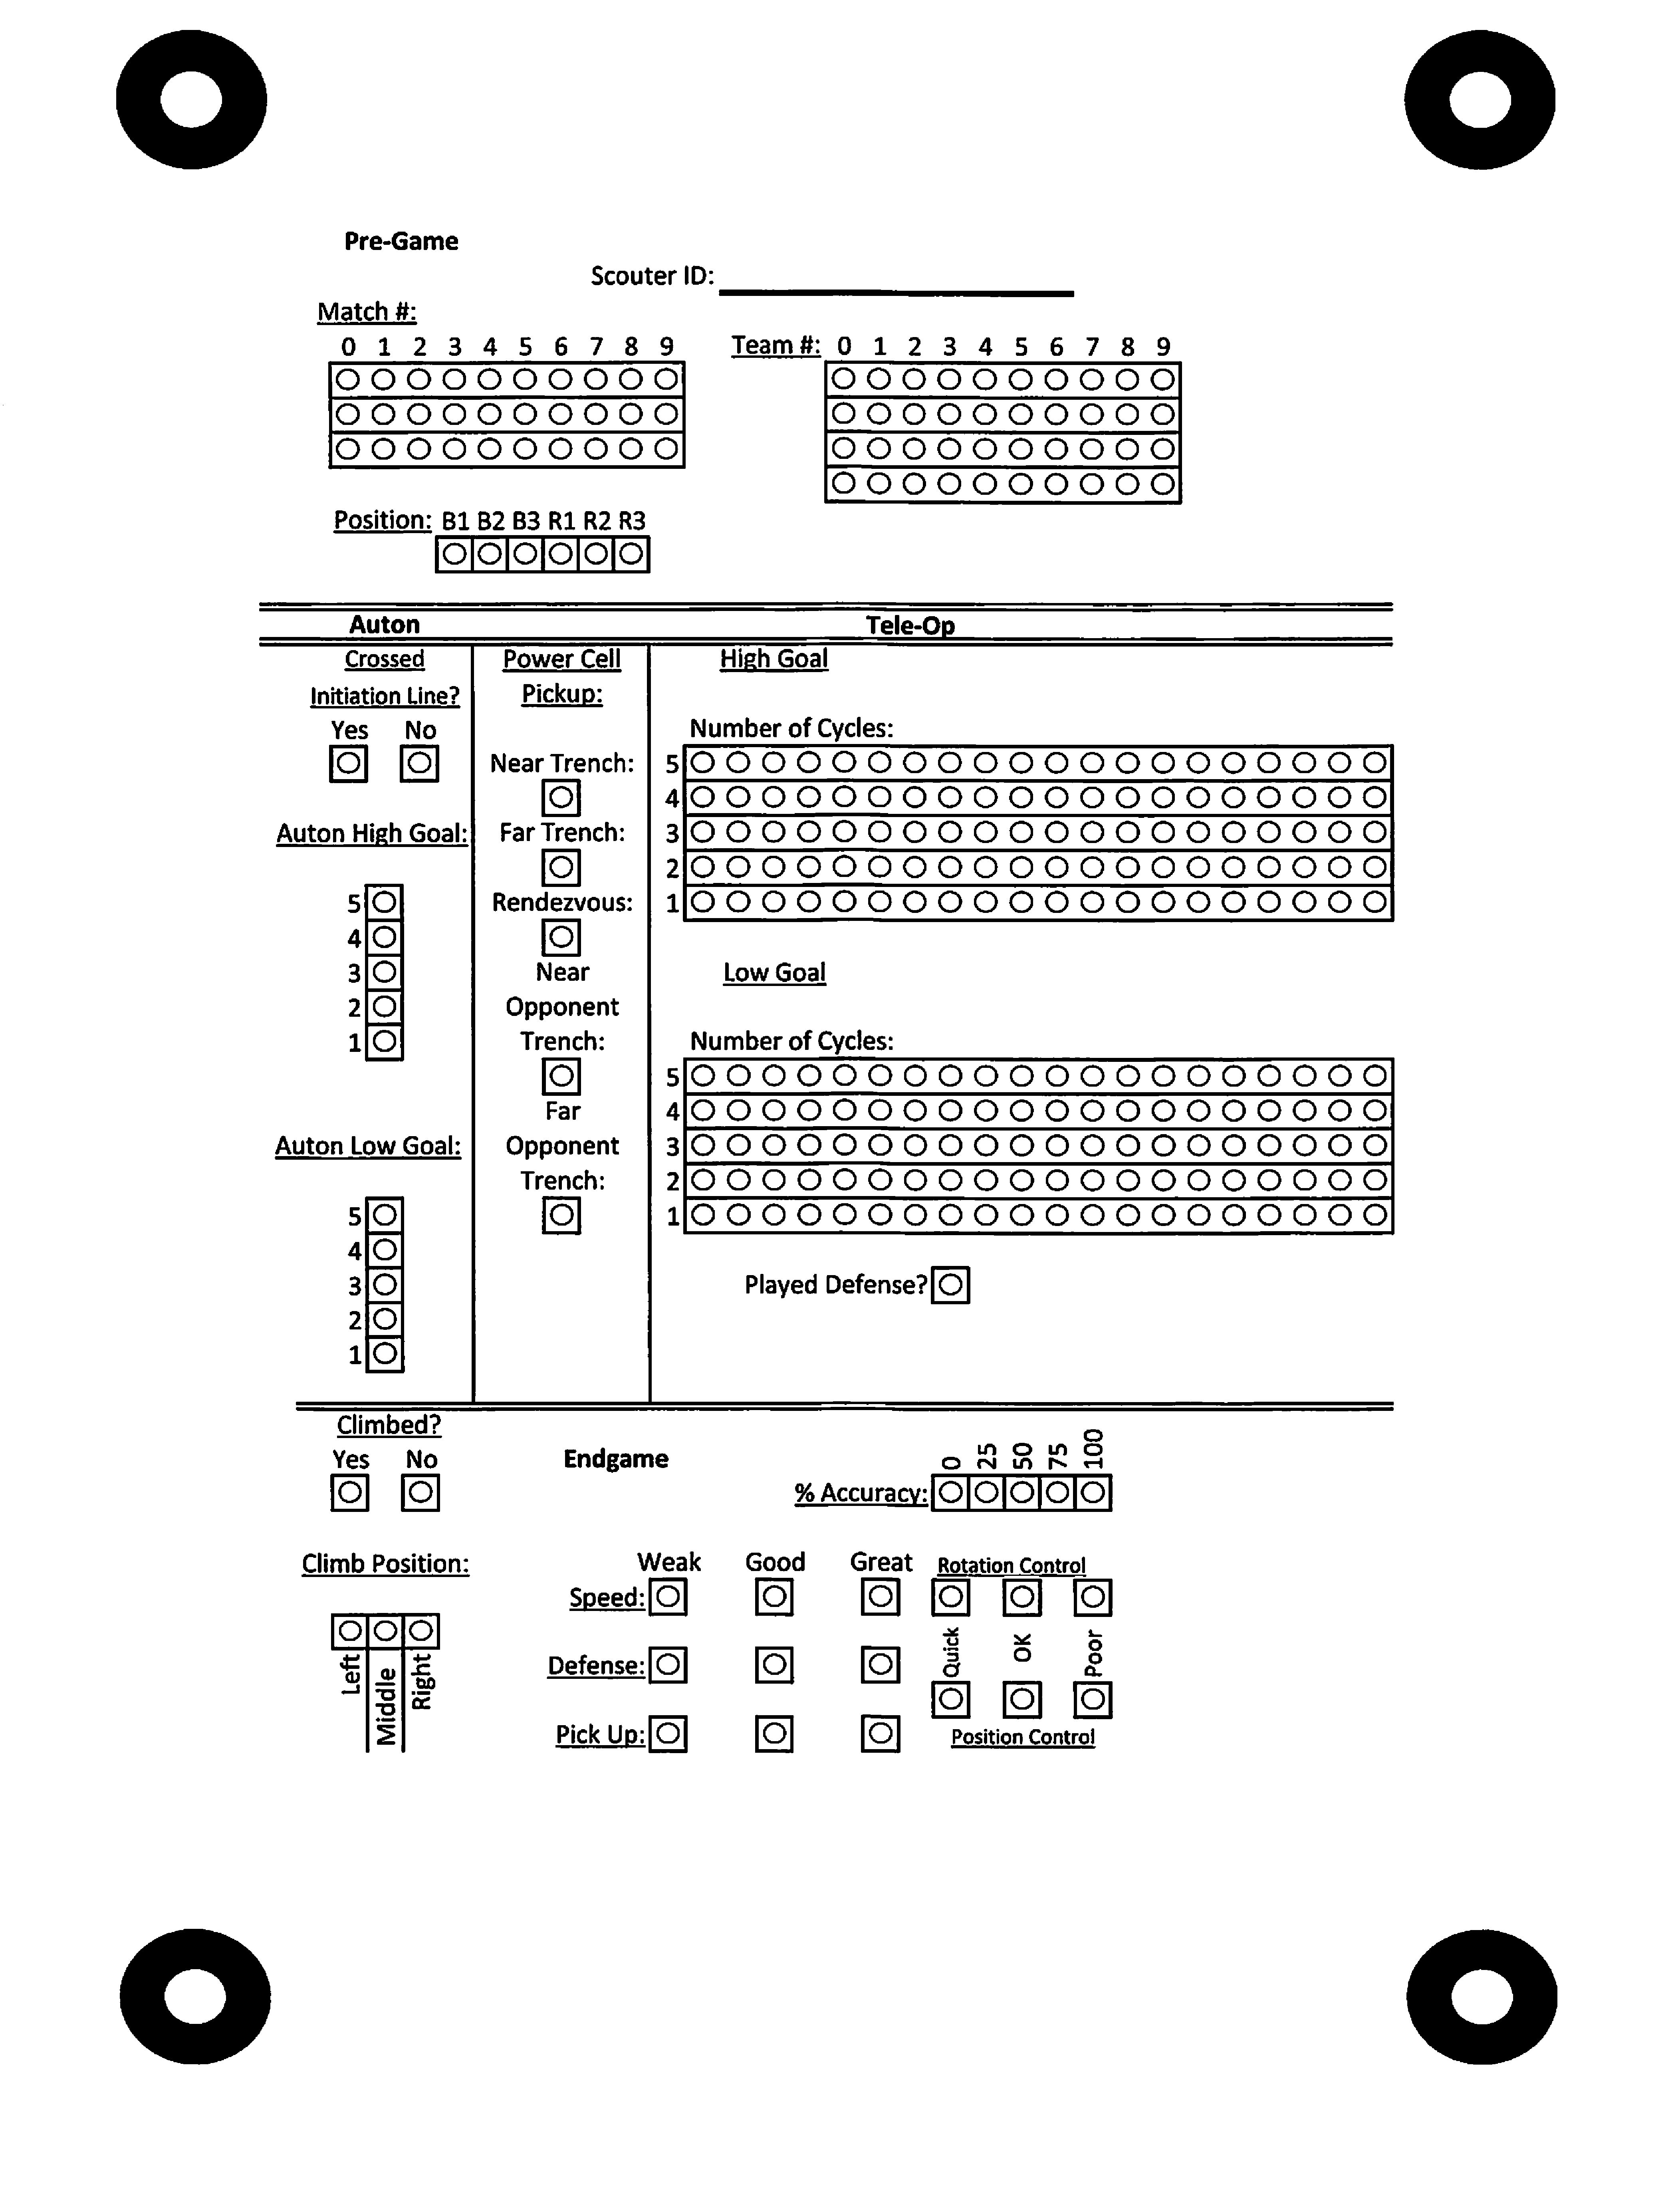 Pre-Game
Scouter ID:
Match #:
0 1 2 3 4 5 6 7 8 9
Team #: 0 1 2 3 4 5 6 7 8 9
Position: B1 B2 B3 R1 R2 R3
Auton
Tele-Op
Crossed
Initiation Line?
Yes No
Auton High Goal:
5
4
3
2
1
Auton Low Goal:
5
4
3
2
1
Power Cell
Pickup:
Near Trench:
Far Trench:
Rendezvous:
Near
Opponent
Trench:
Far
Opponent
Trench:
High Goal
Number of Cycles:
5
4
3
2
1
Low Goal
Number of Cycles:
5
4
3
2
1
Played Defense?
Climbed?
Yes No
Climb Position:
Left
Middle
Right
Endgame
0 25 50 75 100
% Accuracy:
Weak Good Great
Speed:
Defense:
Pick Up:
Rotation Control
Quick OK Poor
Position Control